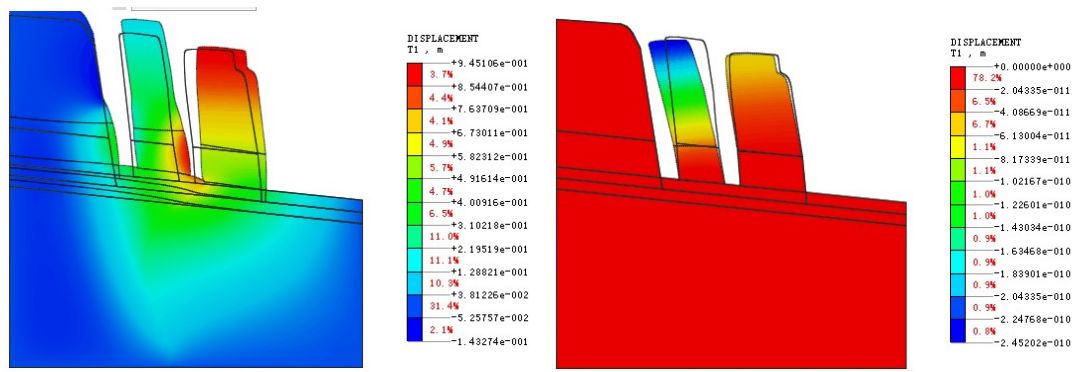 DISPLACEMENT
T1 , m
+9.45106e-001
3.7%
+8.54407e-001
4.4%
+7.63709e-001
4.1%
+6.73011e-001
4.9%
+5.82312e-001
5.7%
+4.91614e-001
4.7%
+4.00916e-001
6.5%
+3.10218e-001
11.0%
+2.19519e-001
11.1%
+1.28821e-001
10.3%
+3.81226e-002
31.4%
-5.25757e-002
2.1%
-1.43274e-001
DISPLACEMENT
T1 , m
+0.00000e+000
78.2%
-2.04335e-011
6.5%
-4.08669e-011
6.7%
-6.13004e-011
1.1%
-8.17339e-011
1.1%
-1.02167e-010
1.0%
-1.22601e-010
1.0%
-1.43034e-010
0.9%
-1.63468e-010
0.9%
-1.83901e-010
0.9%
-2.04335e-010
0.9%
-2.24768e-010
0.8%
-2.45202e-010